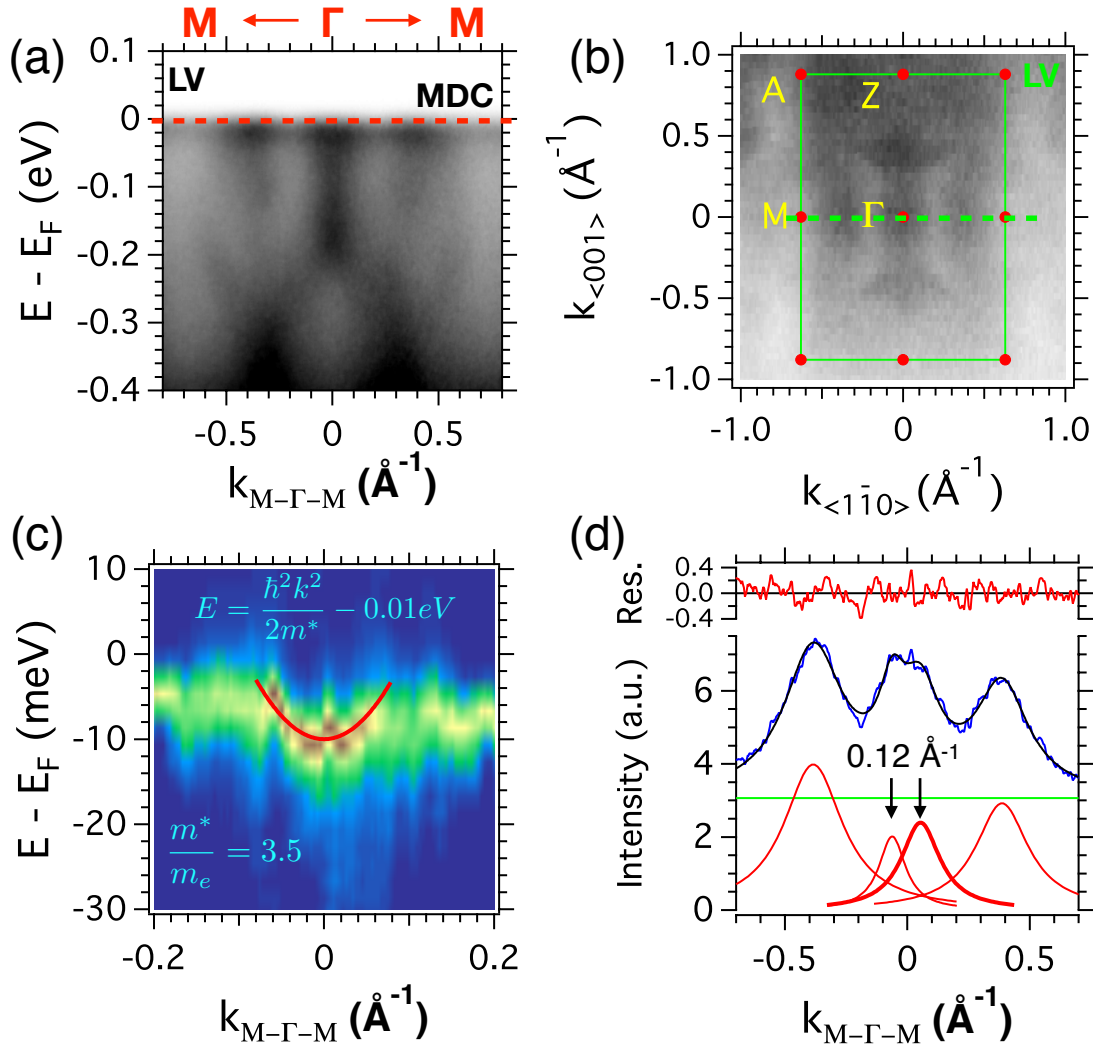 M ← Γ → M
(a)
LV
MDC
0.1
0
-0.1
-0.2
-0.3
-0.4
E - E_F (eV)
-0.5 0 0.5
k_M−Γ−M (Å⁻¹)
(b)
LV
A
Z
M
Γ
1.0
0.5
0
-0.5
-1.0
k_<001> (Å⁻¹)
-1.0 0 1.0
k_<11̄0> (Å⁻¹)
(c)
10
0
-10
-20
-30
E - E_F (meV)
E = ħ²k²/2m* − 0.01eV
m*/m_e = 3.5
-0.2 0 0.2
k_M−Γ−M (Å⁻¹)
(d)
0.4
0.0
-0.4
Res.
6
4
2
0
Intensity (a.u.)
0.12 Å⁻¹
-0.5 0 0.5
k_M−Γ−M (Å⁻¹)